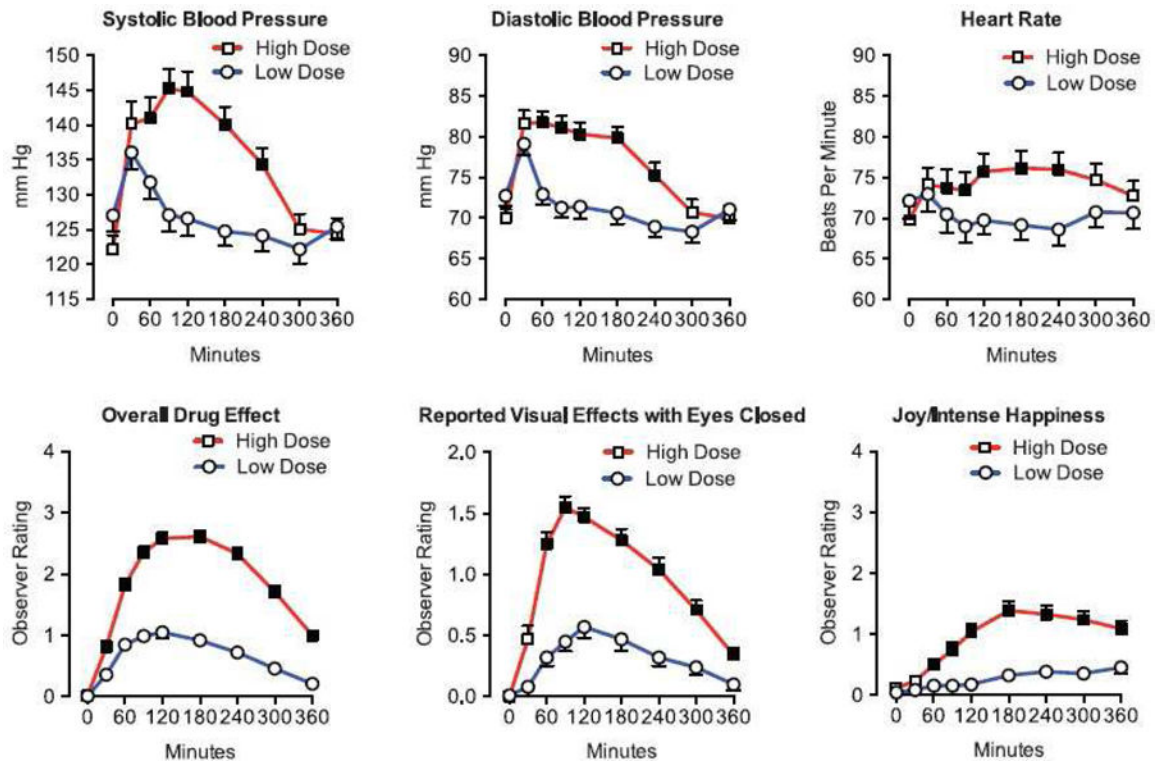 Systolic Blood Pressure
High Dose
Low Dose
mm Hg
150
145
140
135
130
125
120
115
0 60 120 180 240 300 360
Minutes
Diastolic Blood Pressure
High Dose
Low Dose
mm Hg
90
85
80
75
70
65
60
0 60 120 180 240 300 360
Minutes
Heart Rate
High Dose
Low Dose
Beats Per Minute
90
85
80
75
70
65
60
0 60 120 180 240 300 360
Minutes
Overall Drug Effect
High Dose
Low Dose
Observer Rating
4
3
2
1
0
0 60 120 180 240 300 360
Minutes
Reported Visual Effects with Eyes Closed
High Dose
Low Dose
Observer Rating
2.0
1.5
1.0
0.5
0.0
0 60 120 180 240 300 360
Minutes
Joy/Intense Happiness
High Dose
Low Dose
Observer Rating
4
3
2
1
0
0 60 120 180 240 300 360
Minutes